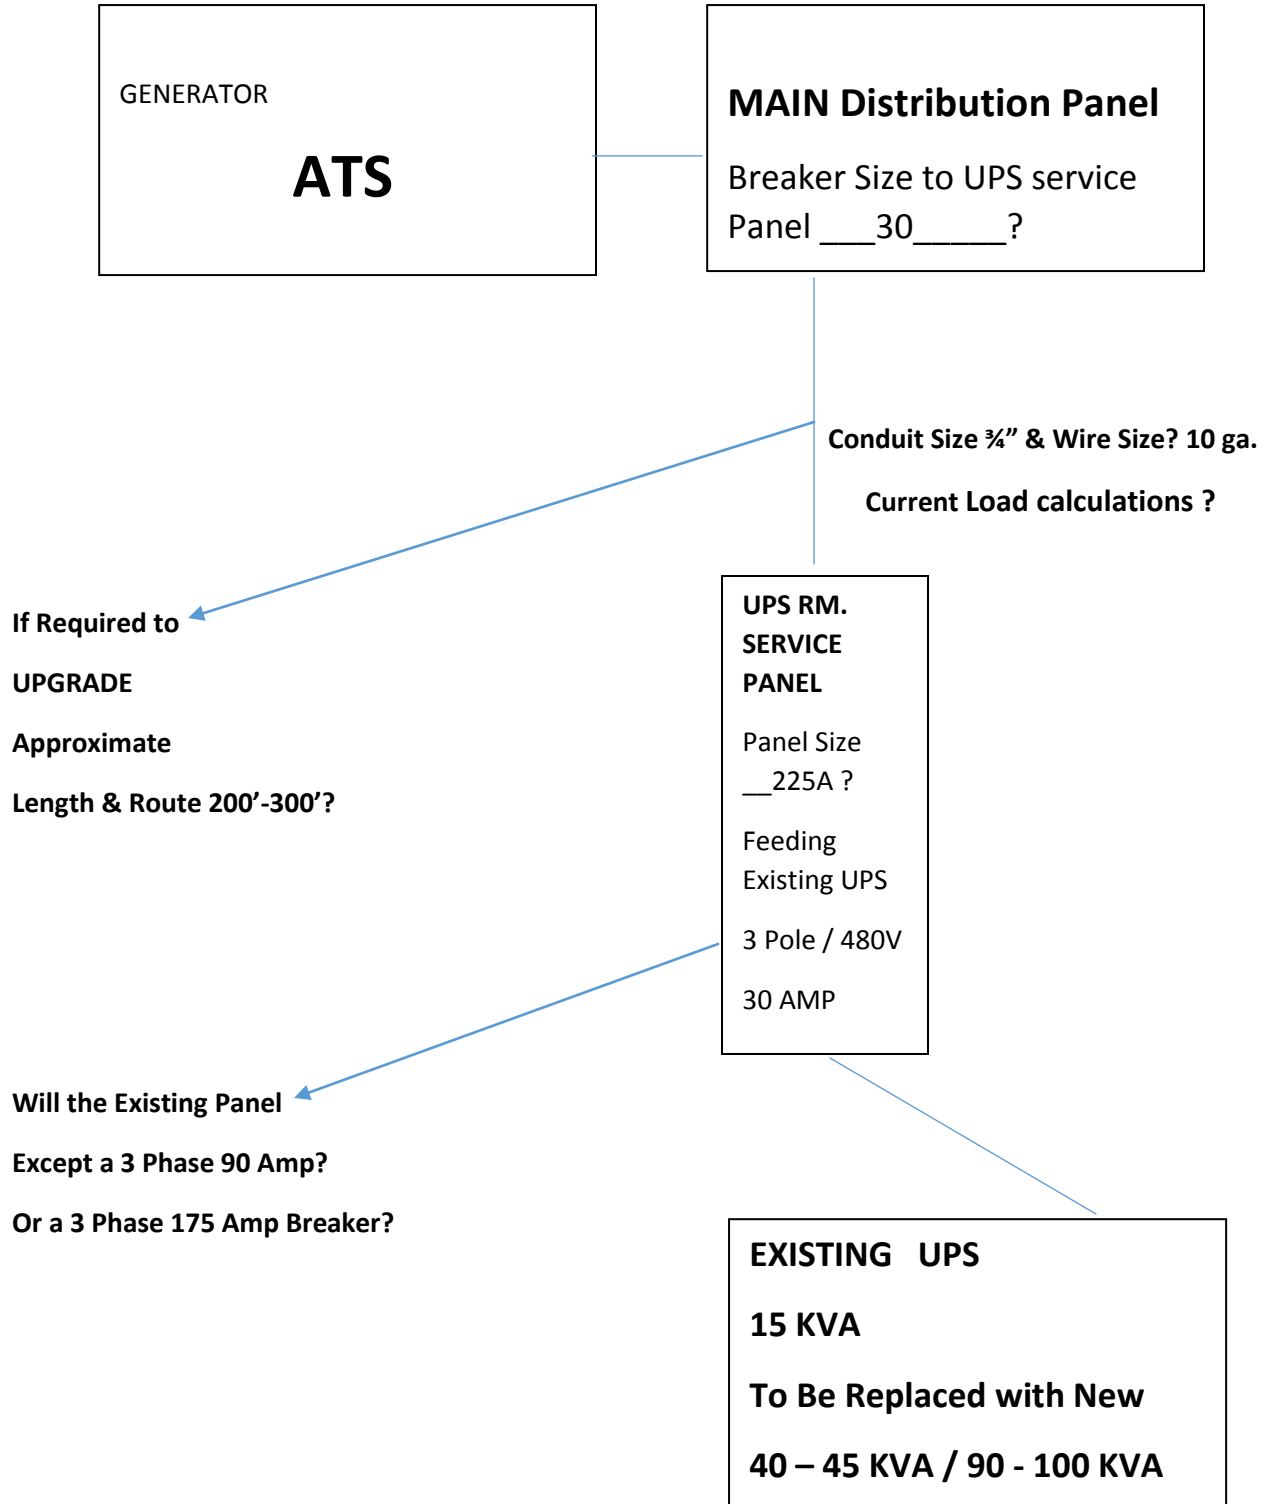 GENERATOR
ATS
MAIN Distribution Panel
Breaker Size to UPS service
Panel ___30_____?
Conduit Size ¾” & Wire Size? 10 ga.
Current Load calculations ?
If Required to
UPGRADE
Approximate
Length & Route 200’-300’?
UPS RM.
SERVICE
PANEL
Panel Size
__225A ?
Feeding
Existing UPS
3 Pole / 480V
30 AMP
Will the Existing Panel
Except a 3 Phase 90 Amp?
Or a 3 Phase 175 Amp Breaker?
EXISTING UPS
15 KVA
To Be Replaced with New
40 – 45 KVA / 90 - 100 KVA